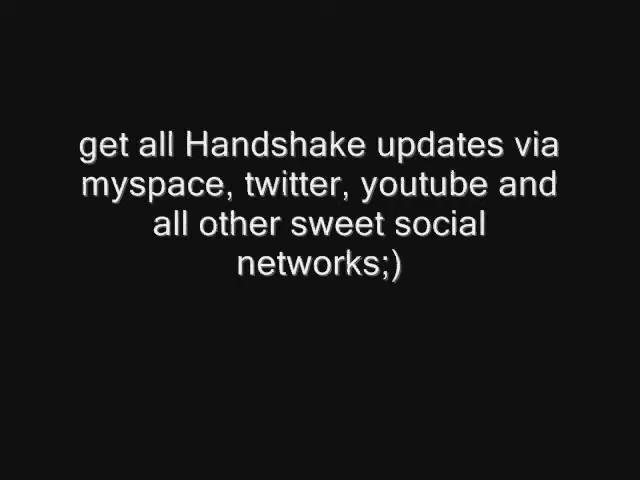 get all Handshake updates via
myspace, twitter, youtube and
all other sweet social
networks;)